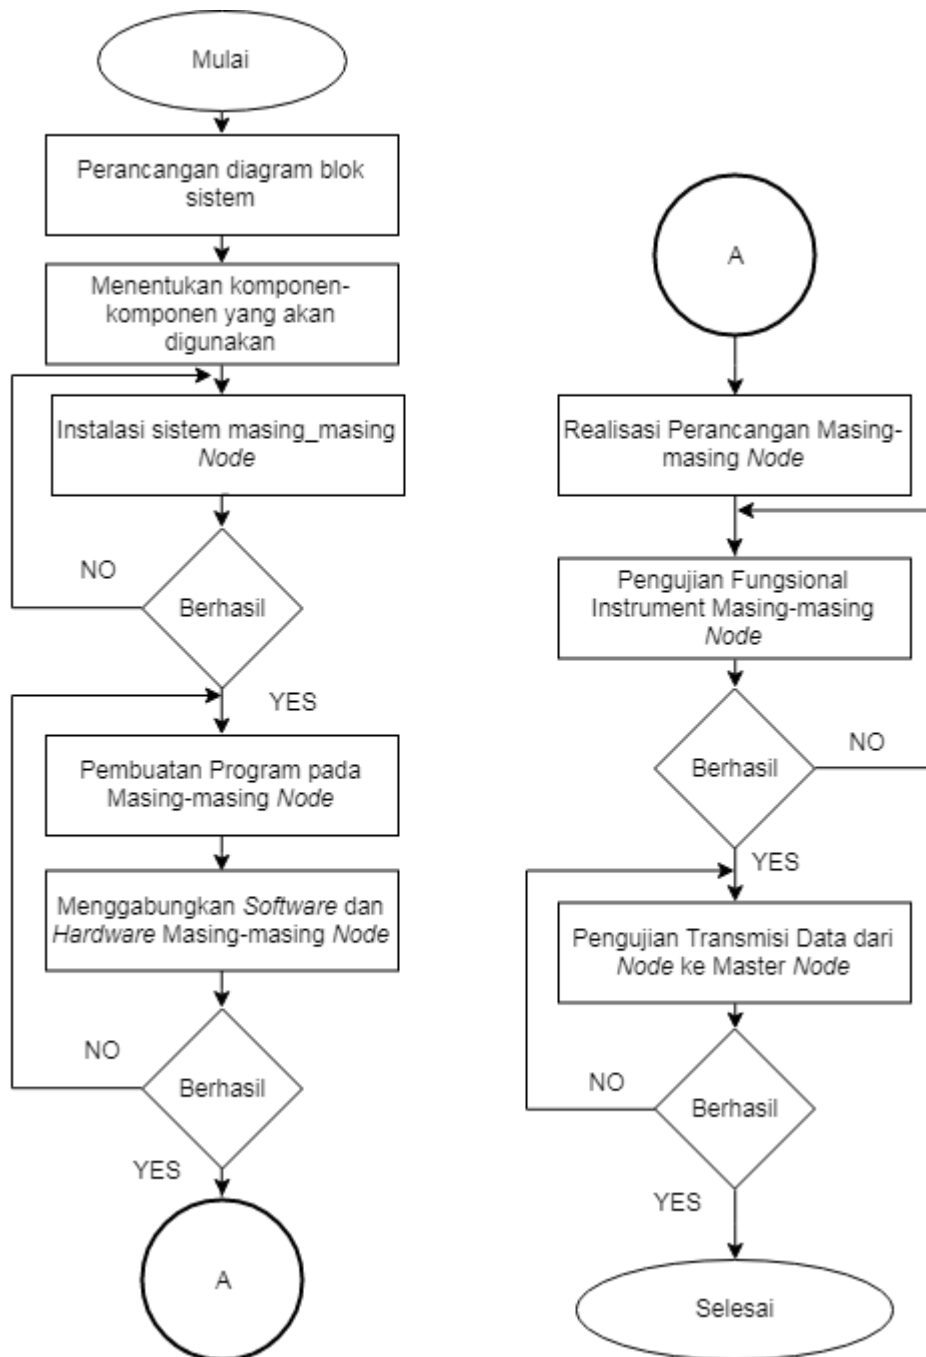 Mulai
Perancangan diagram blok
sistem
Menentukan komponen-
komponen yang akan
digunakan
Instalasi sistem masing_masing
Node
NO
Berhasil
YES
Pembuatan Program pada
Masing-masing Node
Menggabungkan Software dan
Hardware Masing-masing Node
NO
Berhasil
YES
A
A
Realisasi Perancangan Masing-
masing Node
Pengujian Fungsional
Instrument Masing-masing
Node
Berhasil
NO
YES
Pengujian Transmisi Data dari
Node ke Master Node
NO
Berhasil
YES
Selesai